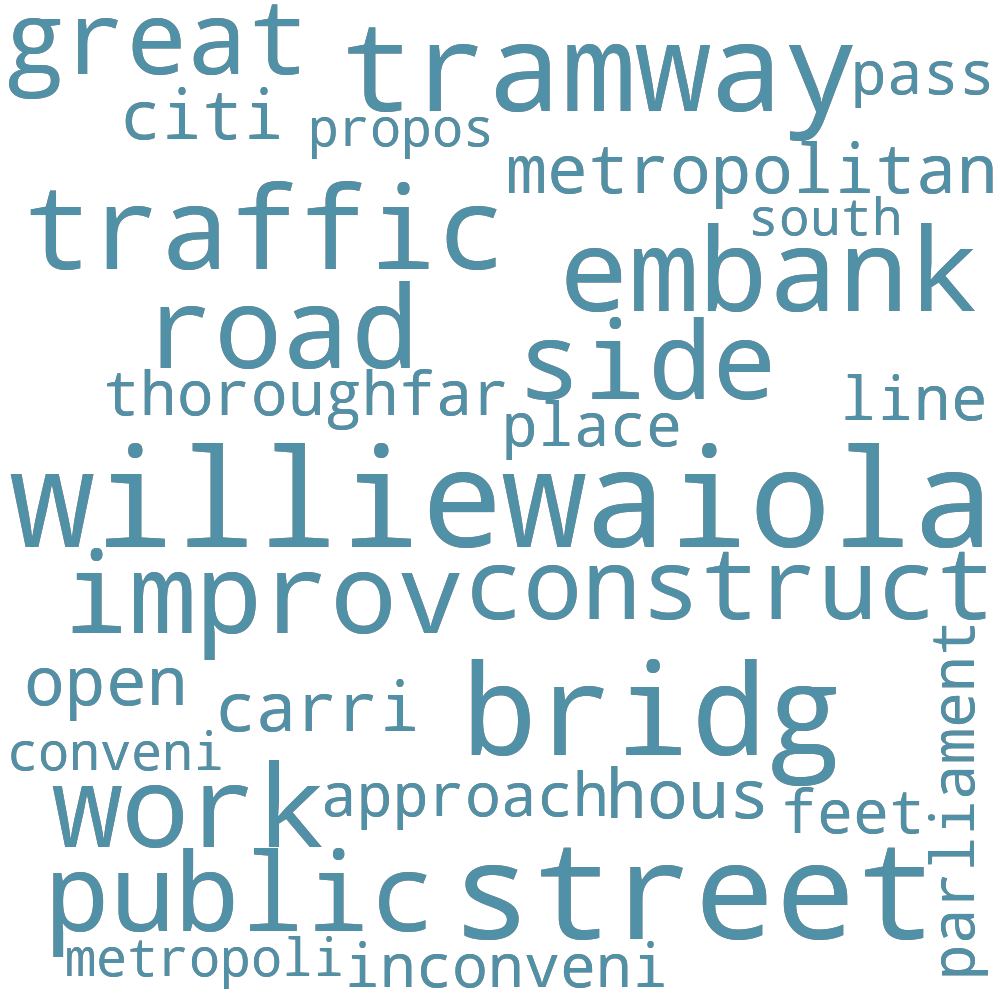 great
tramway
pass
citi
propos
metropolitan
south
traffic
embank
road
side
thoroughfar
line
place
williewaiola
improv
construct
open
carri
bridg
parliament
conveni
work
approach
hous
feet
public
street
metropoli
inconveni